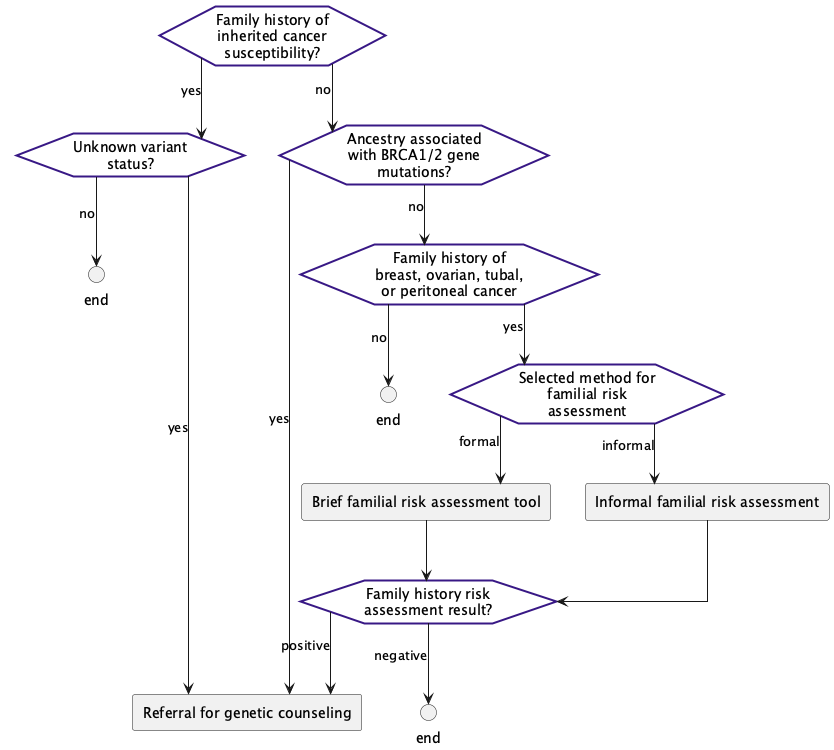 Family history of
inherited cancer
susceptibility?
yes
no
Unknown variant
status?
Ancestry associated
with BRCA1/2 gene
mutations?
no
no
end
Family history of
breast, ovarian, tubal,
or peritoneal cancer
no
yes
end
Selected method for
familial risk
assessment
yes
yes
formal
informal
Brief familial risk assessment tool
Informal familial risk assessment
Family history risk
assessment result?
positive
negative
Referral for genetic counseling
end